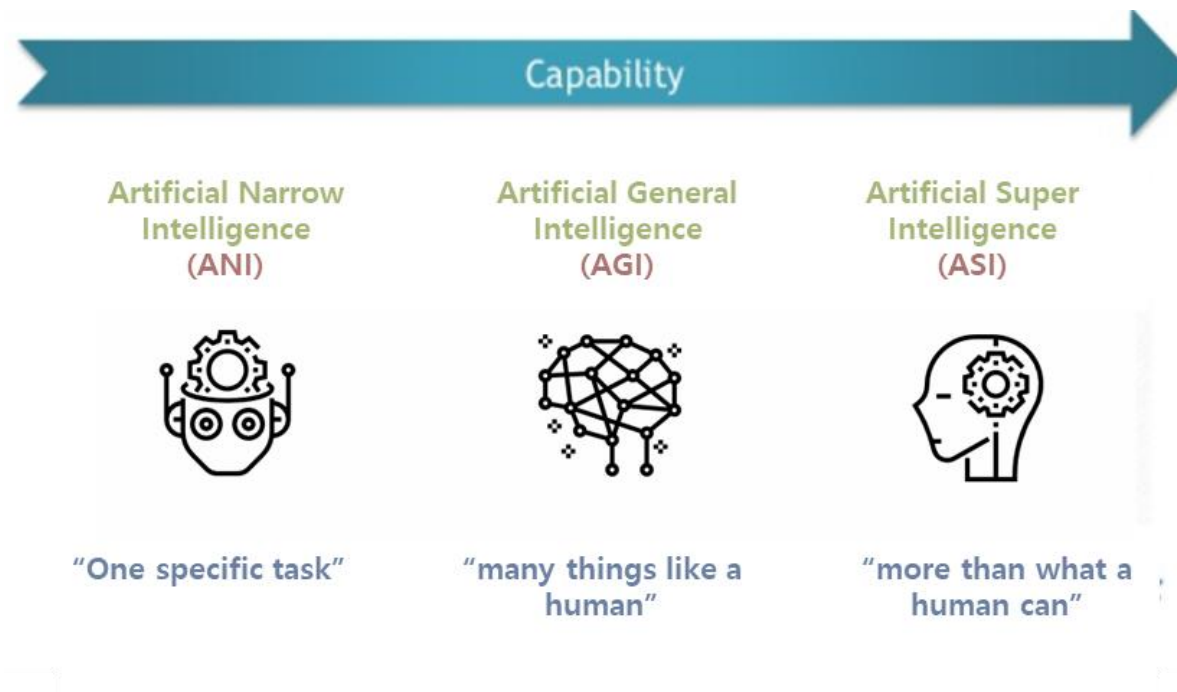 Capability
Artificial Narrow
Intelligence
(ANI)
Artificial General
Intelligence
(AGI)
Artificial Super
Intelligence
(ASI)
“One specific task”
“many things like a
human”
“more than what a
human can”